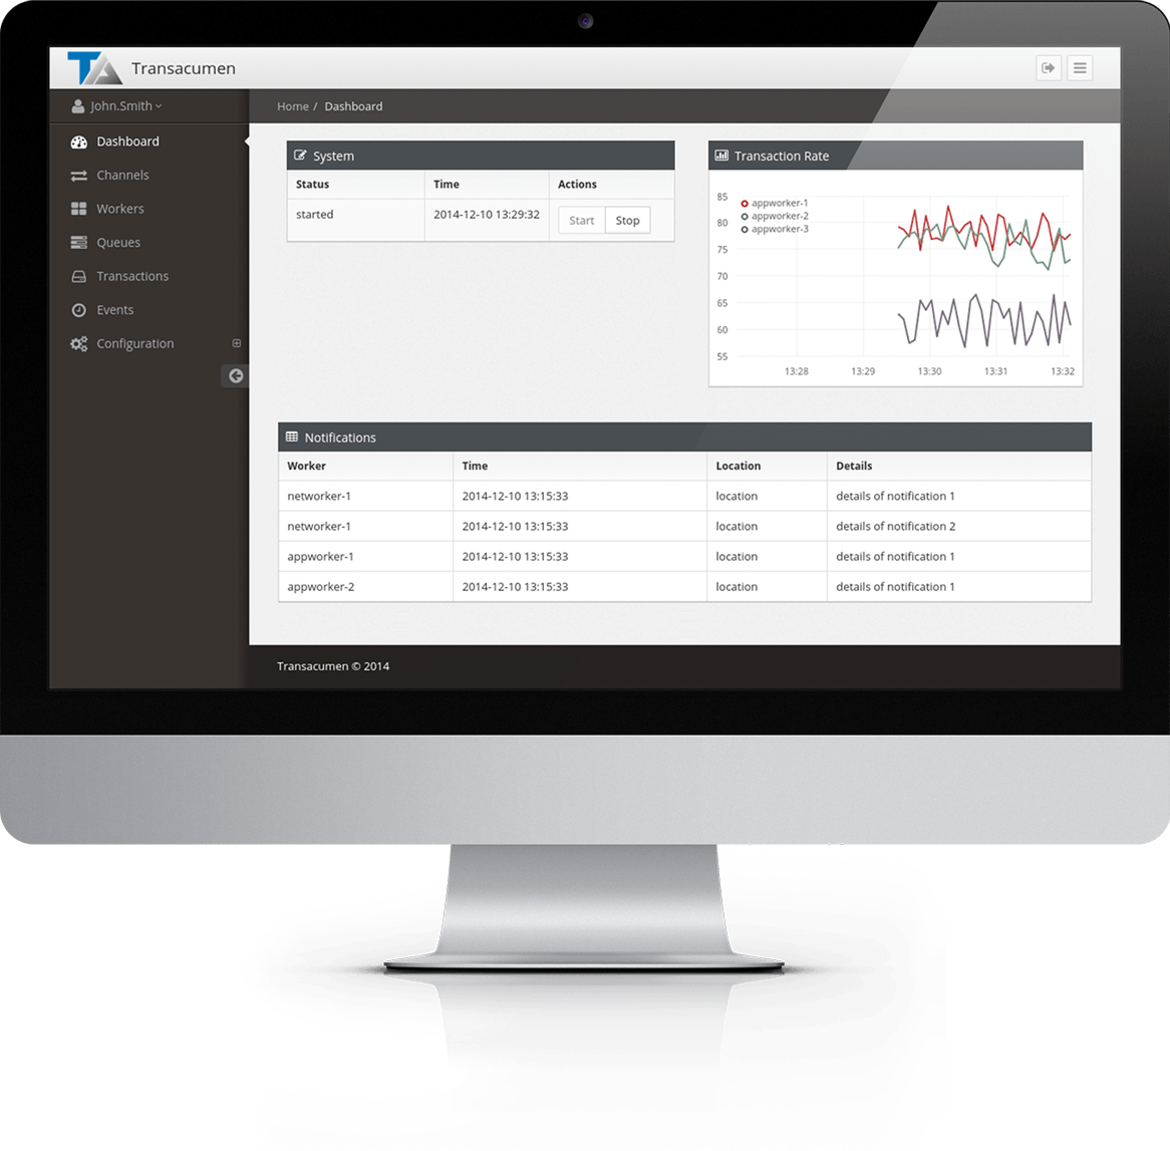 TA Transacumen
John.Smith
Home / Dashboard
Dashboard
Channels
Workers
Queues
Transactions
Events
Configuration
System
Status Time Actions
started 2014-12-10 13:29:32 Start Stop
Transaction Rate
appworker-1
appworker-2
appworker-3
85
80
75
70
65
60
55
13:28 13:29 13:30 13:31 13:32
Notifications
Worker Time Location Details
networker-1 2014-12-10 13:15:33 location details of notification 1
networker-1 2014-12-10 13:15:33 location details of notification 2
appworker-1 2014-12-10 13:15:33 location details of notification 1
appworker-2 2014-12-10 13:15:33 location details of notification 1
Transacumen © 2014